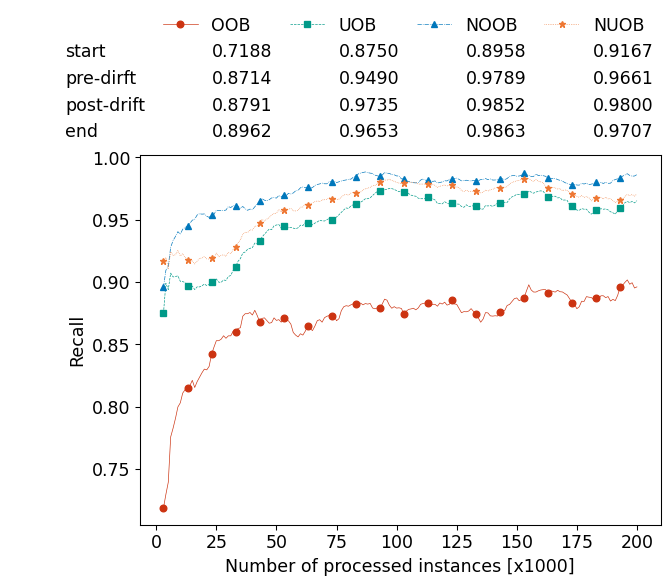 OOB UOB NOOB NUOB
start 0.7188 0.8750 0.8958 0.9167
pre-dirft 0.8714 0.9490 0.9789 0.9661
post-drift 0.8791 0.9735 0.9852 0.9800
end 0.8962 0.9653 0.9863 0.9707
1.00
0.95
0.90
0.85
0.80
0.75
Recall
0 25 50 75 100 125 150 175 200
Number of processed instances [x1000]